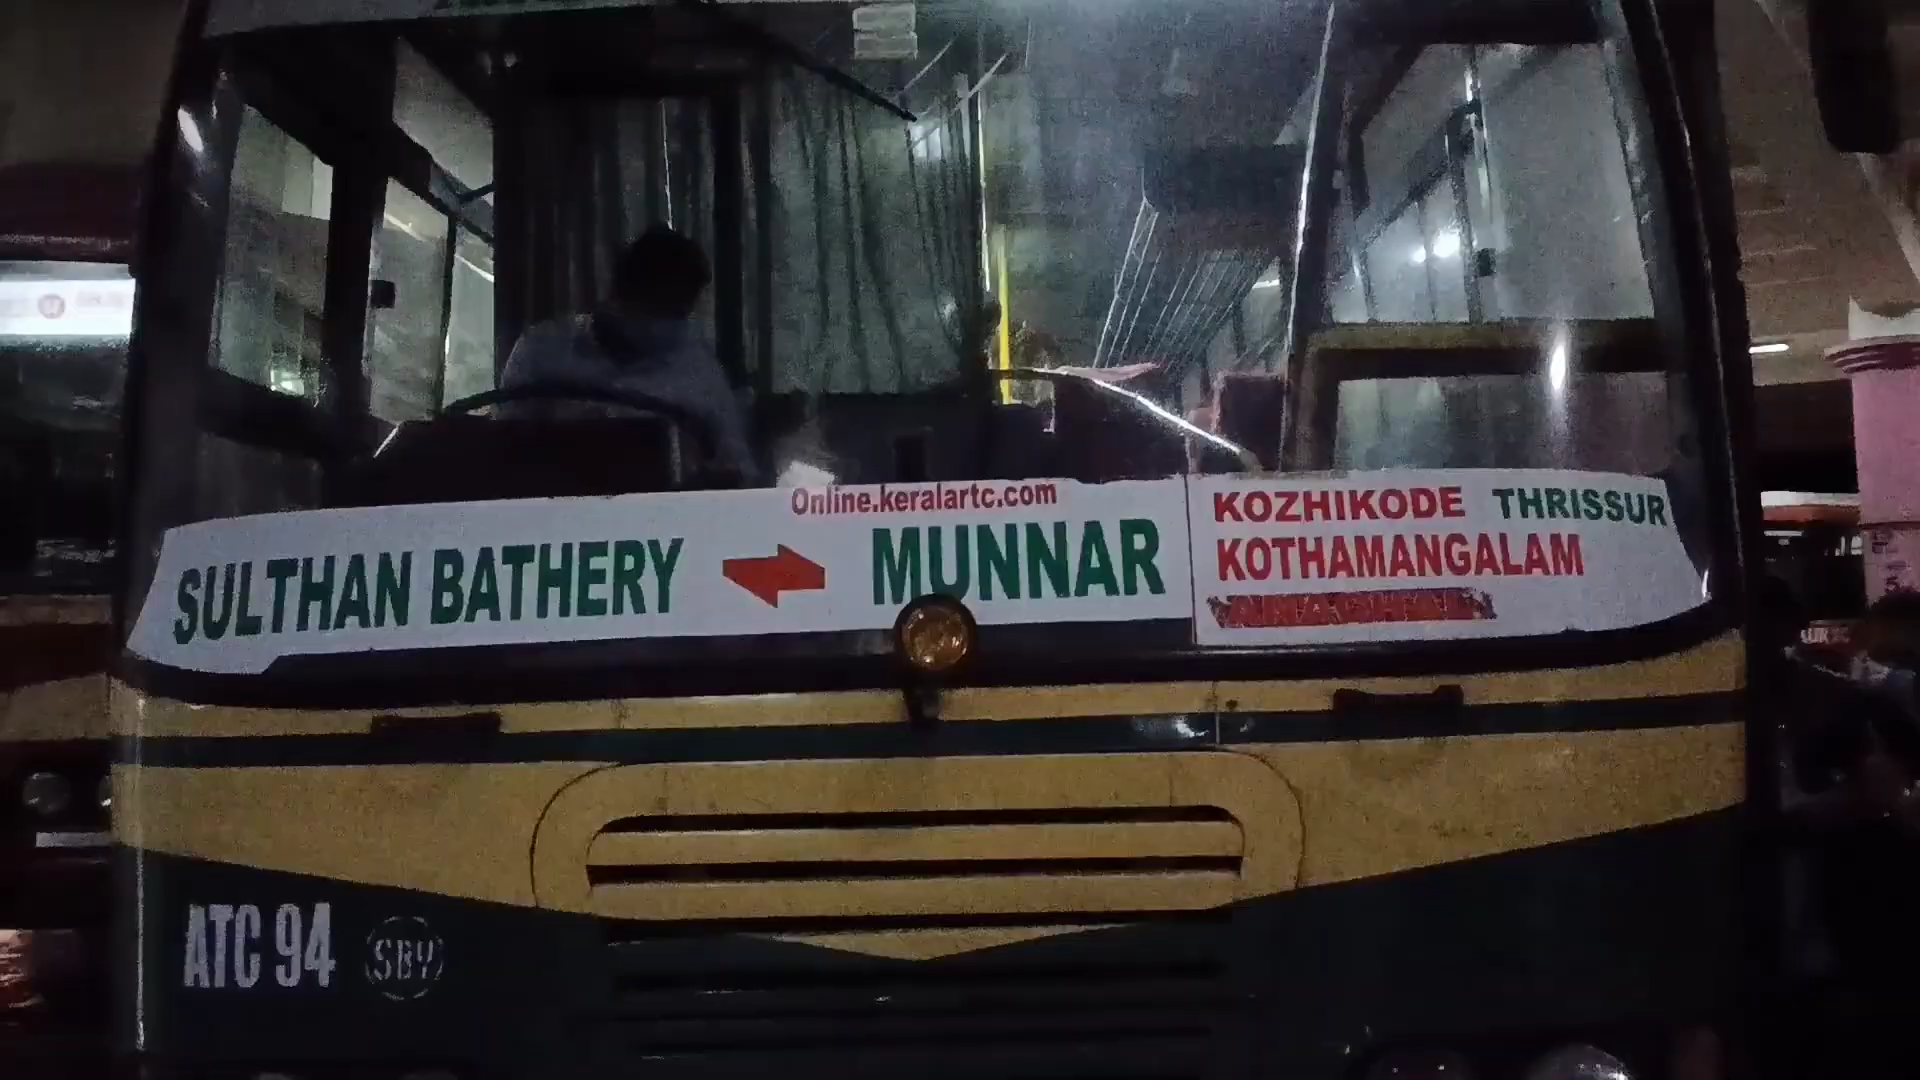 Online.keralartc.com
SULTHAN BATHERY MUNNAR
KOZHIKODE THRISSUR
KOTHAMANGALAM
ATC 94 SBY